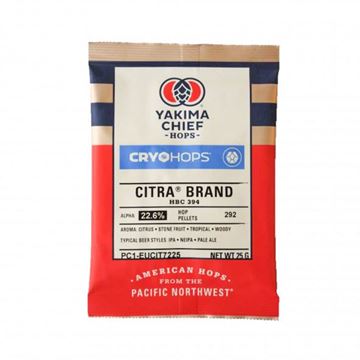 YAKIMA
CHIEF
-HOPS-
CRYOHOPS™
CITRA® BRAND
HBC 394
ALPHA 22.6% HOP PELLETS 292
AROMA: CITRUS • STONE FRUIT • TROPICAL • WOODY
TYPICAL BEER STYLES: IPA • NEIPA • PALE ALE
PC1-EUCIT7225 NET WT 25 G
AMERICAN HOPS
FROM THE
PACIFIC NORTHWEST®